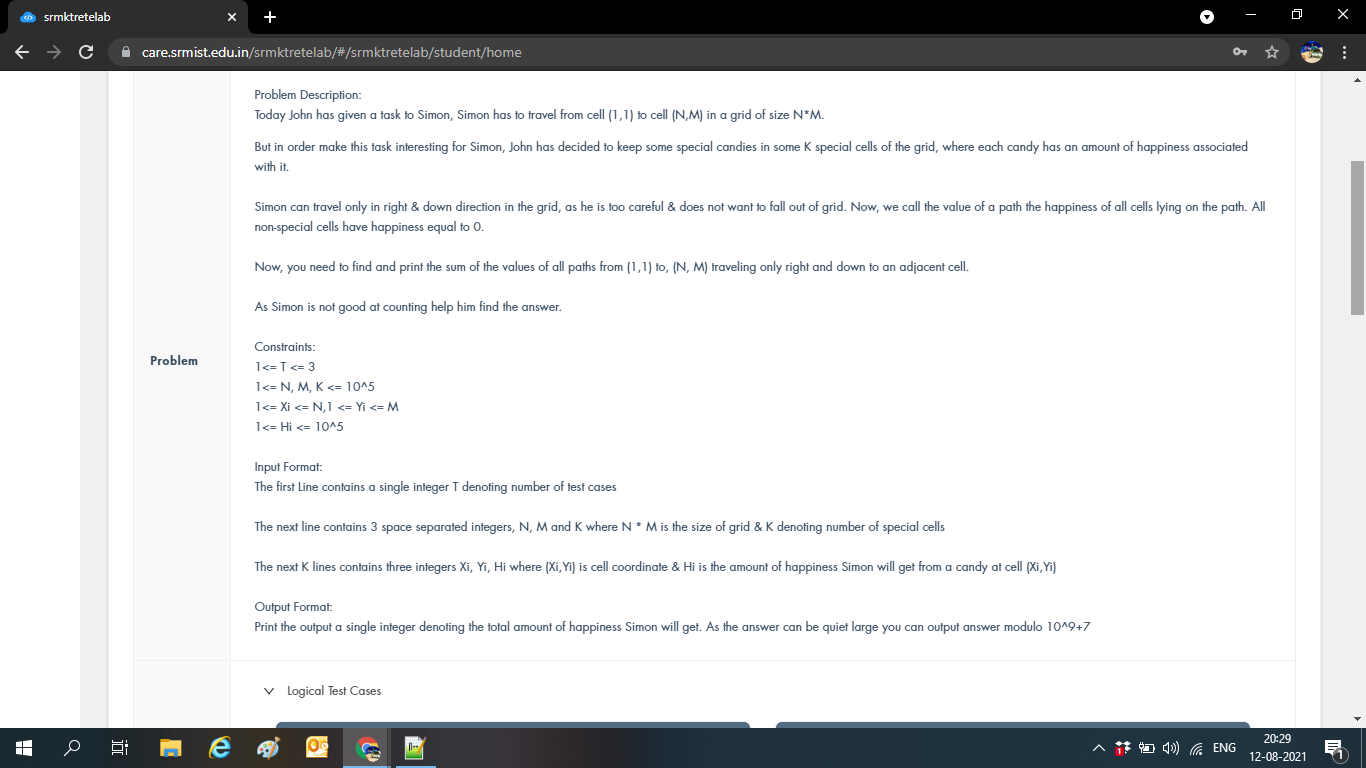 srmktretelab
care.srmist.edu.in/srmktretelab/#/srmktretelab/student/home
Problem Description:
Today John has given a task to Simon, Simon has to travel from cell (1,1) to cell (N,M) in a grid of size N*M.
But in order make this task interesting for Simon, John has decided to keep some special candies in some K special cells of the grid, where each candy has an amount of happiness associated
with it.
Simon can travel only in right & down direction in the grid, as he is too careful & does not want to fall out of grid. Now, we call the value of a path the happiness of all cells lying on the path. All
non-special cells have happiness equal to 0.
Now, you need to find and print the sum of the values of all paths from (1,1) to, (N, M) traveling only right and down to an adjacent cell.
As Simon is not good at counting help him find the answer.
Constraints:
1<= T <= 3
Problem
1<= N, M, K <= 10^5
1<= Xi <= N,1 <= Yi <= M
1<= Hi <= 10^5
Input Format:
The first Line contains a single integer T denoting number of test cases
The next line contains 3 space separated integers, N, M and K where N * M is the size of grid & K denoting number of special cells
The next K lines contains three integers Xi, Yi, Hi where (Xi,Yi) is cell coordinate & Hi is the amount of happiness Simon will get from a candy at cell (Xi,Yi)
Output Format:
Print the output a single integer denoting the total amount of happiness Simon will get. As the answer can be quiet large you can output answer modulo 10^9+7
Logical Test Cases
ENG
20:29
12-08-2021
1